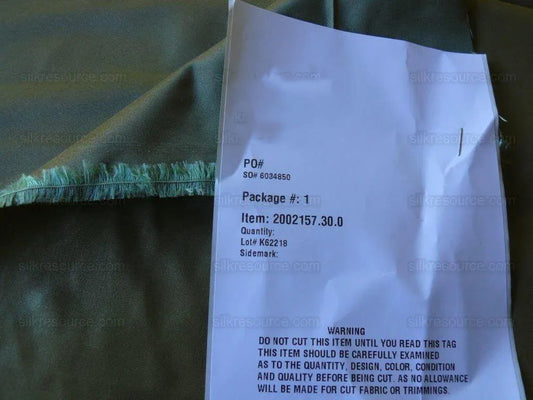 PO#
SO# 6034850
Package #: 1
Item: 2002157.30.0
Quantity:
Lot# K62218
Sidemark:
WARNING
DO NOT CUT THIS ITEM UNTIL YOU READ THIS TAG
THIS ITEM SHOULD BE CAREFULLY EXAMINED
AS TO THE QUANTITY, DESIGN, COLOR, CONDITION
AND QUALITY BEFORE BEING CUT. AS NO ALLOWANCE
WILL BE MADE FOR CUT FABRIC OR TRIMMINGS.
silkresource.com